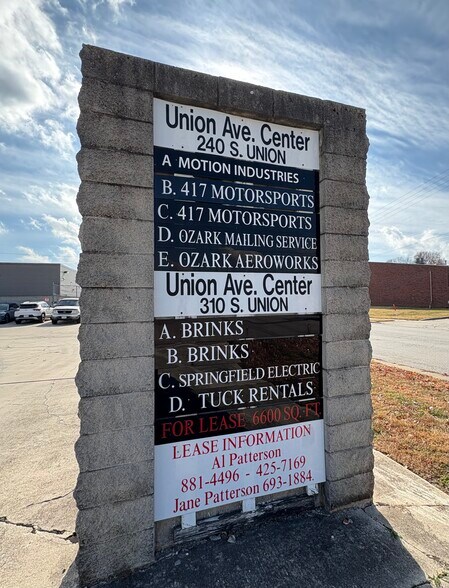 Union Ave. Center
240 S. UNION
A MOTION INDUSTRIES
B. 417 MOTORSPORTS
C. 417 MOTORSPORTS
D. OZARK MAILING SERVICE
E. OZARK AEROWORKS
Union Ave. Center
310 S. UNION
A. BRINKS
B. BRINKS
C. SPRINGFIELD ELECTRIC
D. TUCK RENTALS
FOR LEASE 6600 SQ. FT.
LEASE INFORMATION
Al Patterson
881-4496 - 425-7169
Jane Patterson 693-1884